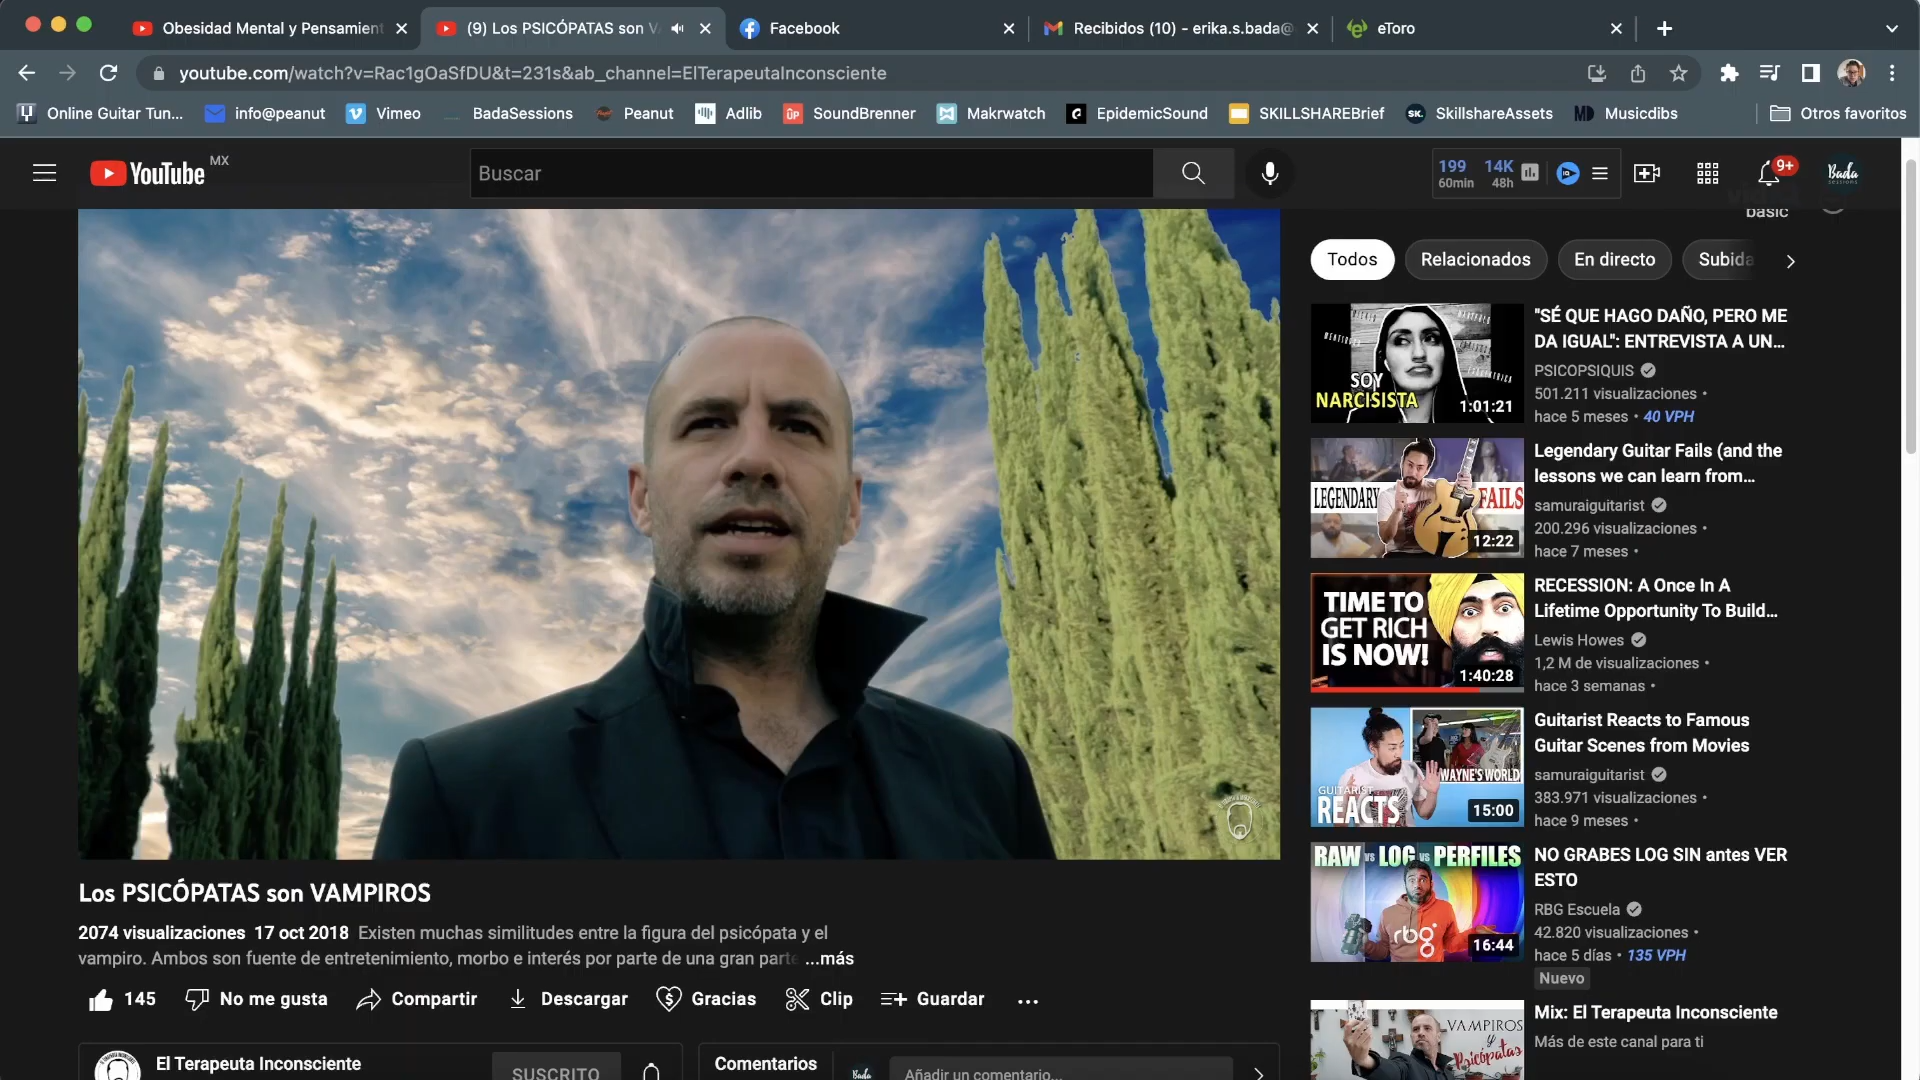 Obesidad Mental y Pensamien
(9) Los PSICÓPATAS son V
Facebook
Recibidos (10) - erika.s.bada@
eToro
youtube.com/watch?v=Rac1gOaSfDU&t=231s&ab_channel=ElTerapeutaInconsciente
Online Guitar Tun...
info@peanut
Vimeo
BadaSessions
Peanut
Adlib
SoundBrenner
Makrwatch
EpidemicSound
SKILLSHAREBrief
SkillshareAssets
Musicdibs
Otros favoritos
YouTube MX
Buscar
199 14K
60min 48h
9+
Bada
basic
Todos
Relacionados
En directo
Subida
"SÉ QUE HAGO DAÑO, PERO ME
DA IGUAL": ENTREVISTA A UN...
PSICOPSIQUIS
501.211 visualizaciones •
hace 5 meses • 40 VPH
SOY
NARCISISTA
1:01:21
Legendary Guitar Fails (and the
lessons we can learn from...
samuraiguitarist
200.296 visualizaciones •
hace 7 meses •
LEGENDARY FAILS
12:22
RECESSION: A Once In A
Lifetime Opportunity To Build...
Lewis Howes
1,2 M de visualizaciones •
hace 3 semanas •
TIME TO
GET RICH
IS NOW!
1:40:28
Guitarist Reacts to Famous
Guitar Scenes from Movies
samuraiguitarist
383.971 visualizaciones •
hace 9 meses •
WAYNE'S WORLD
GUITARIST
REACTS
15:00
NO GRABES LOG SIN antes VER
ESTO
RBG Escuela
42.820 visualizaciones •
hace 5 días • 135 VPH
Nuevo
RAW vs LOG vs PERFILES
rbg
16:44
Mix: El Terapeuta Inconsciente
Más de este canal para ti
VAMPIROS
y
Psicópatas
Los PSICÓPATAS son VAMPIROS
2074 visualizaciones 17 oct 2018 Existen muchas similitudes entre la figura del psicópata y el
vampiro. Ambos son fuente de entretenimiento, morbo e interés por parte de una gran parte ...más
145
No me gusta
Compartir
Descargar
Gracias
Clip
Guardar
El Terapeuta Inconsciente
SUSCRITO
Comentarios
Bada
Añadir un comentario...